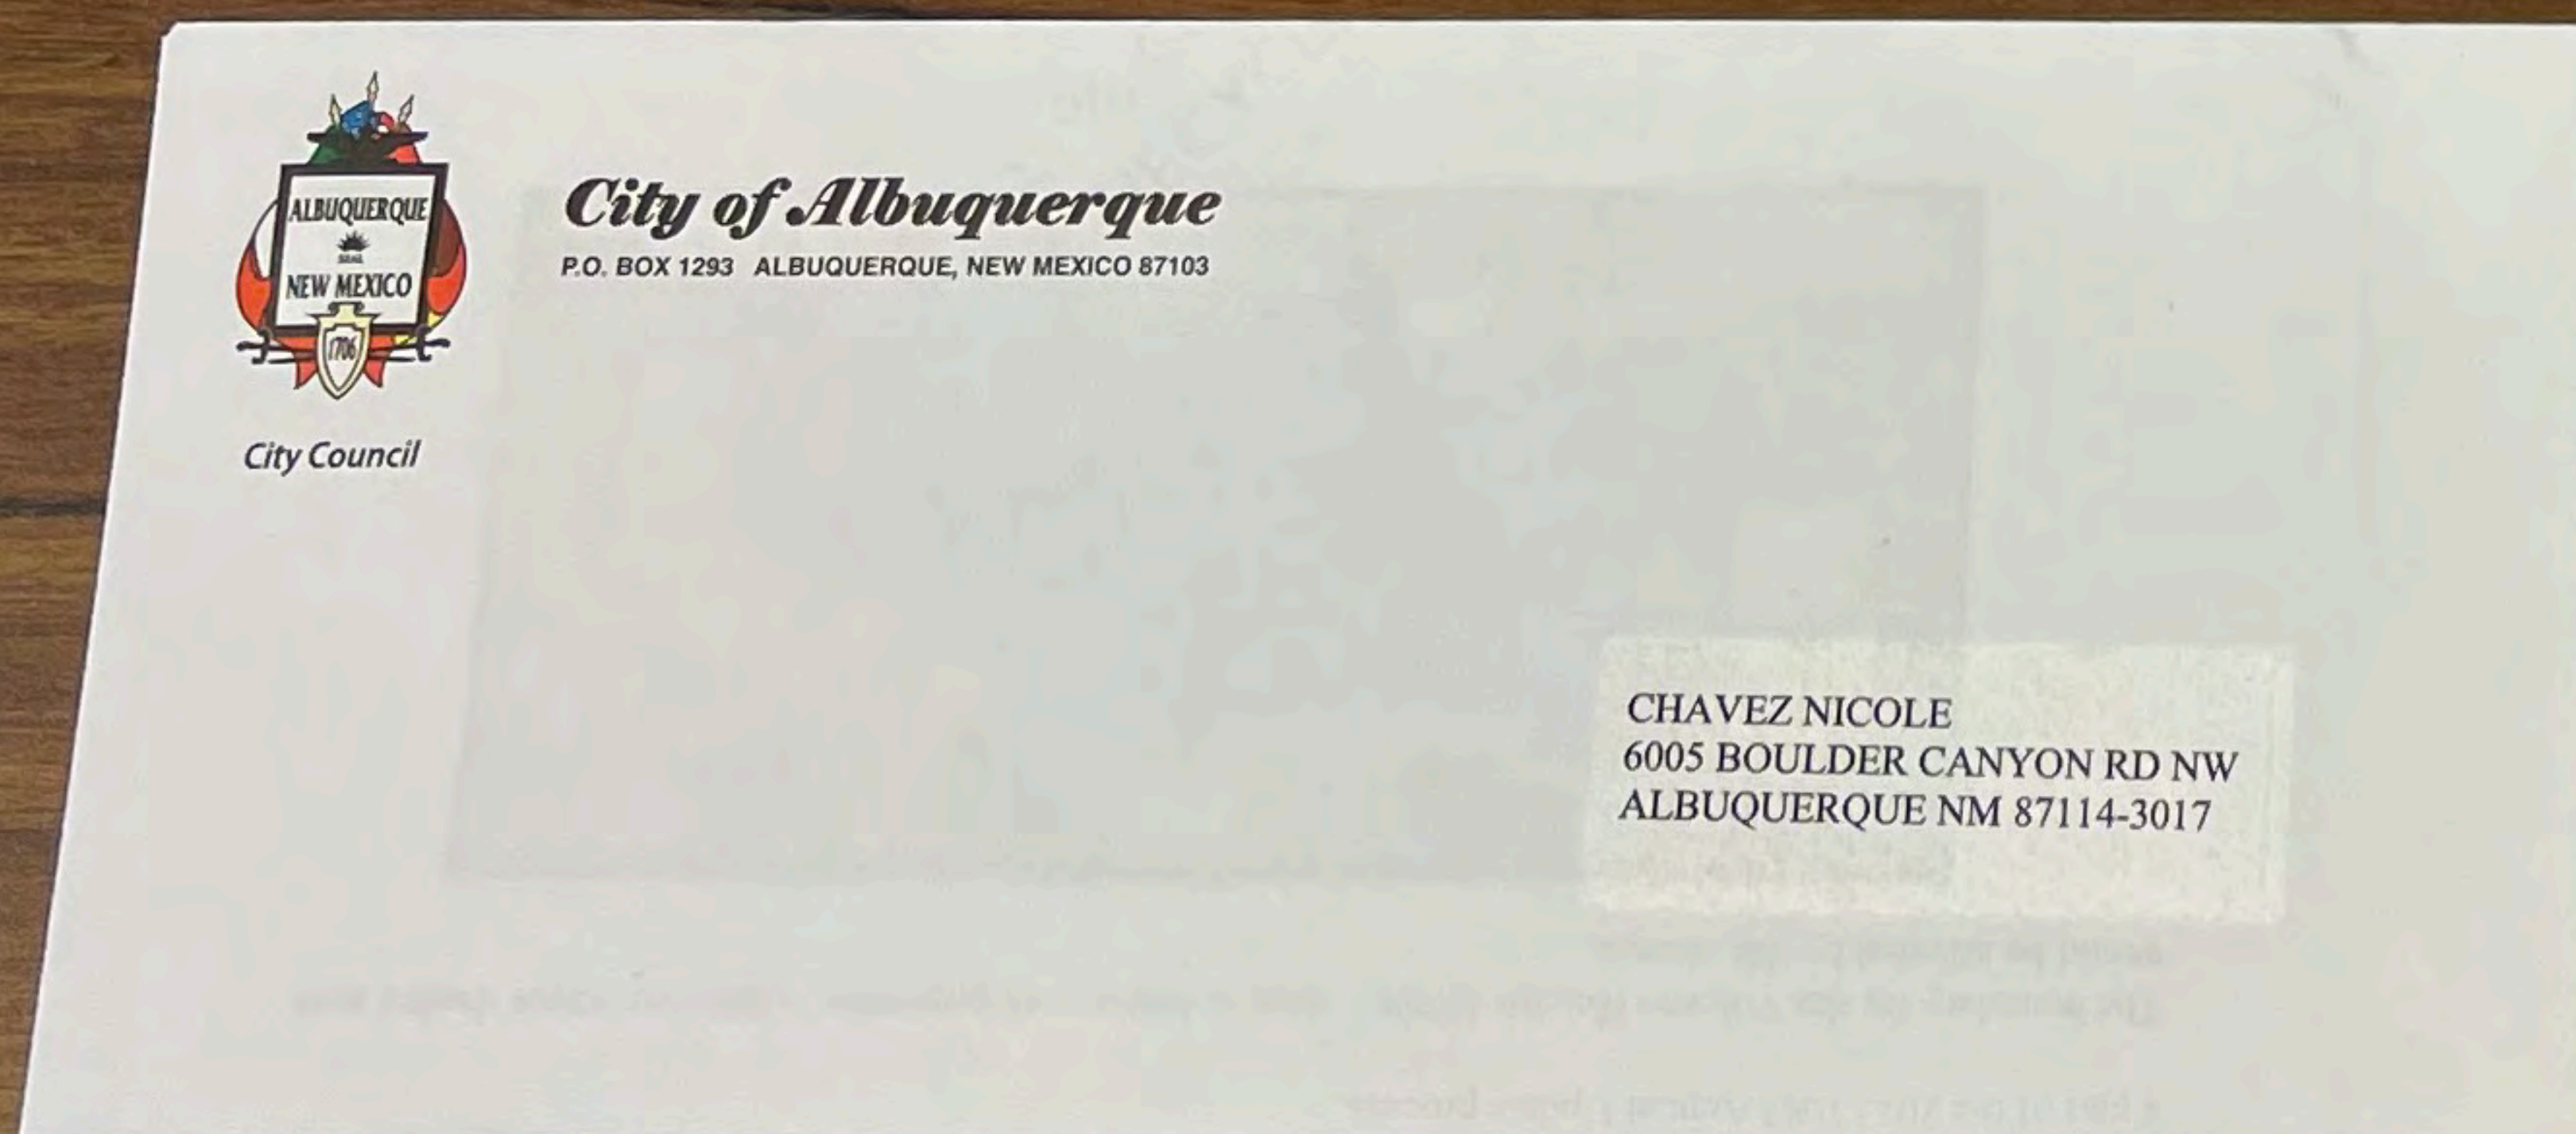 ALBUQUERQUE
SEAL
NEW MEXICO
1706
City of Albuquerque
P.O. BOX 1293 ALBUQUERQUE, NEW MEXICO 87103
City Council
CHAVEZ NICOLE
6005 BOULDER CANYON RD NW
ALBUQUERQUE NM 87114-3017